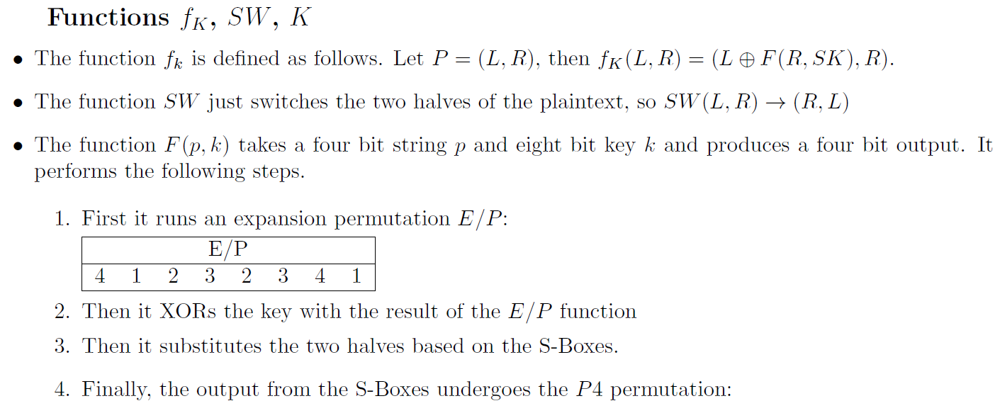 Functions f_K, SW, K
• The function f_k is defined as follows. Let P = (L, R), then f_K(L, R) = (L ⊕ F(R, SK), R).
• The function SW just switches the two halves of the plaintext, so SW(L, R) → (R, L)
• The function F(p, k) takes a four bit string p and eight bit key k and produces a four bit output. It
performs the following steps.
1. First it runs an expansion permutation E/P:
E/P
4 1 2 3 2 3 4 1
2. Then it XORs the key with the result of the E/P function
3. Then it substitutes the two halves based on the S-Boxes.
4. Finally, the output from the S-Boxes undergoes the P4 permutation: